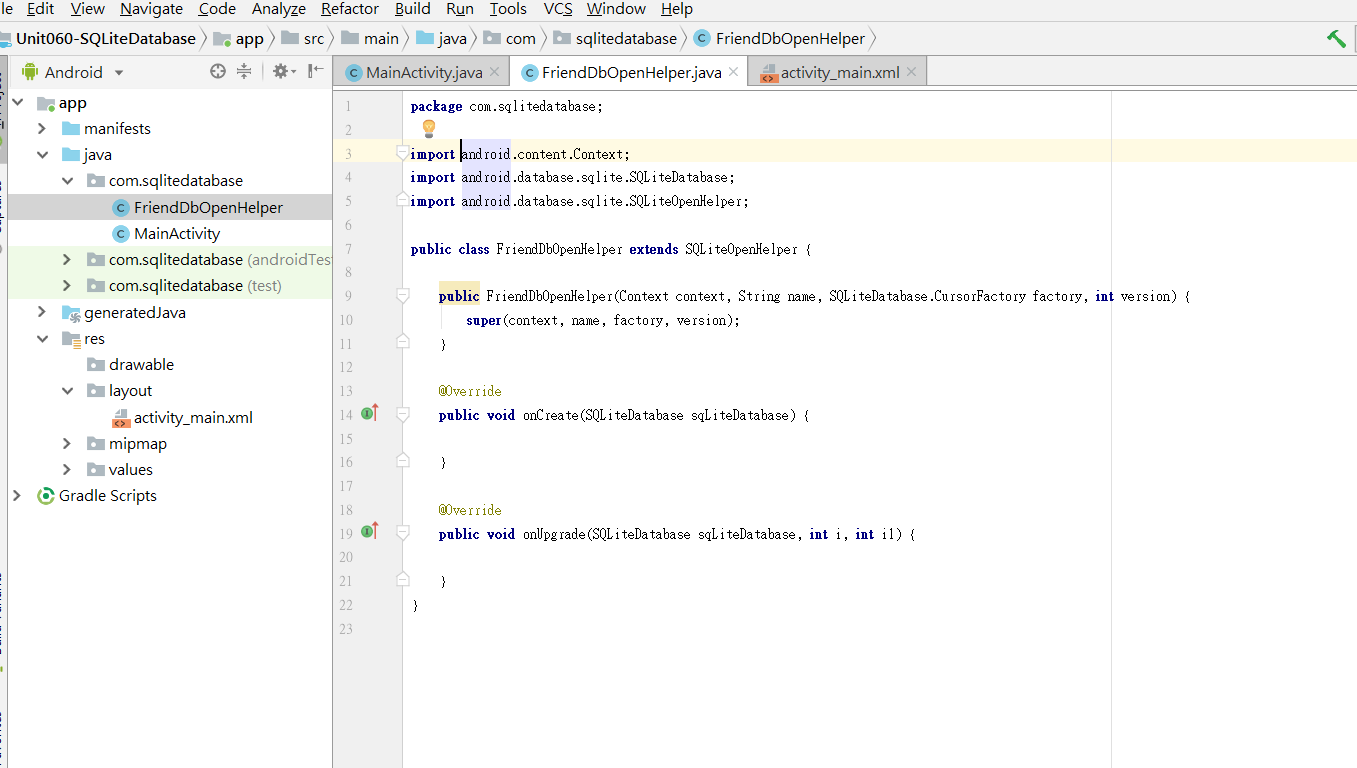 Edit View Navigate Code Analyze Refactor Build Run Tools VCS Window Help
Unit060-SQLiteDatabase app src main java com sqlitedatabase FriendDbOpenHelper
Android MainActivity.java FriendDbOpenHelper.java activity_main.xml
app
manifests
java
com.sqlitedatabase
FriendDbOpenHelper
MainActivity
com.sqlitedatabase (androidTes
com.sqlitedatabase (test)
generatedJava
res
drawable
layout
activity_main.xml
mipmap
values
Gradle Scripts
1 package com.sqlitedatabase;
2
3 import android.content.Context;
4 import android.database.sqlite.SQLiteDatabase;
5 import android.database.sqlite.SQLiteOpenHelper;
6
7 public class FriendDbOpenHelper extends SQLiteOpenHelper {
8
9 public FriendDbOpenHelper(Context context, String name, SQLiteDatabase.CursorFactory factory, int version) {
10 super(context, name, factory, version);
11 }
12
13 @Override
14 public void onCreate(SQLiteDatabase sqLiteDatabase) {
15
16 }
17
18 @Override
19 public void onUpgrade(SQLiteDatabase sqLiteDatabase, int i, int i1) {
20
21 }
22 }
23